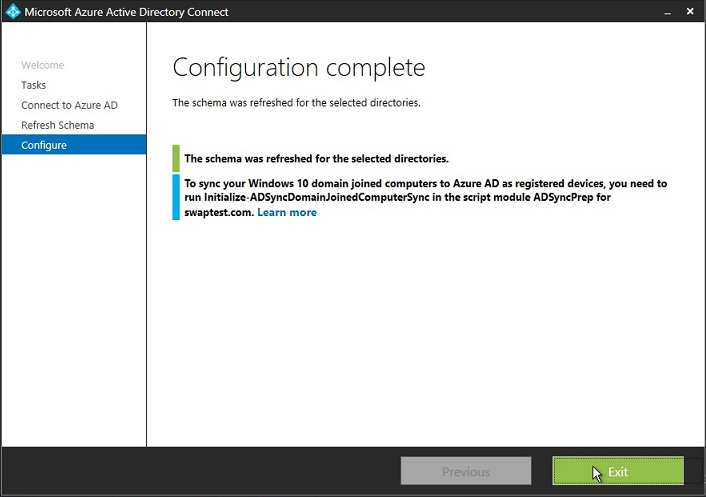 Microsoft Azure Active Directory Connect
Welcome
Tasks
Connect to Azure AD
Refresh Schema
Configure
Configuration complete
The schema was refreshed for the selected directories.
The schema was refreshed for the selected directories.
To sync your Windows 10 domain joined computers to Azure AD as registered devices, you need to
run Initialize-ADSyncDomainJoinedComputerSync in the script module ADSyncPrep for
swaptest.com. Learn more
Previous
Exit